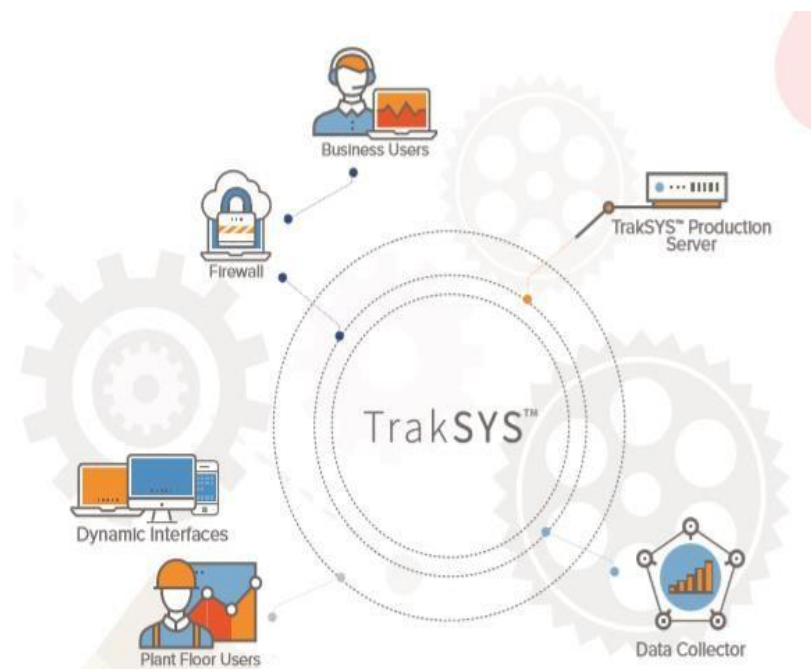 Business Users
Firewall
TrakSYS™ Production
Server
TrakSYS™
Dynamic Interfaces
Plant Floor Users
Data Collector